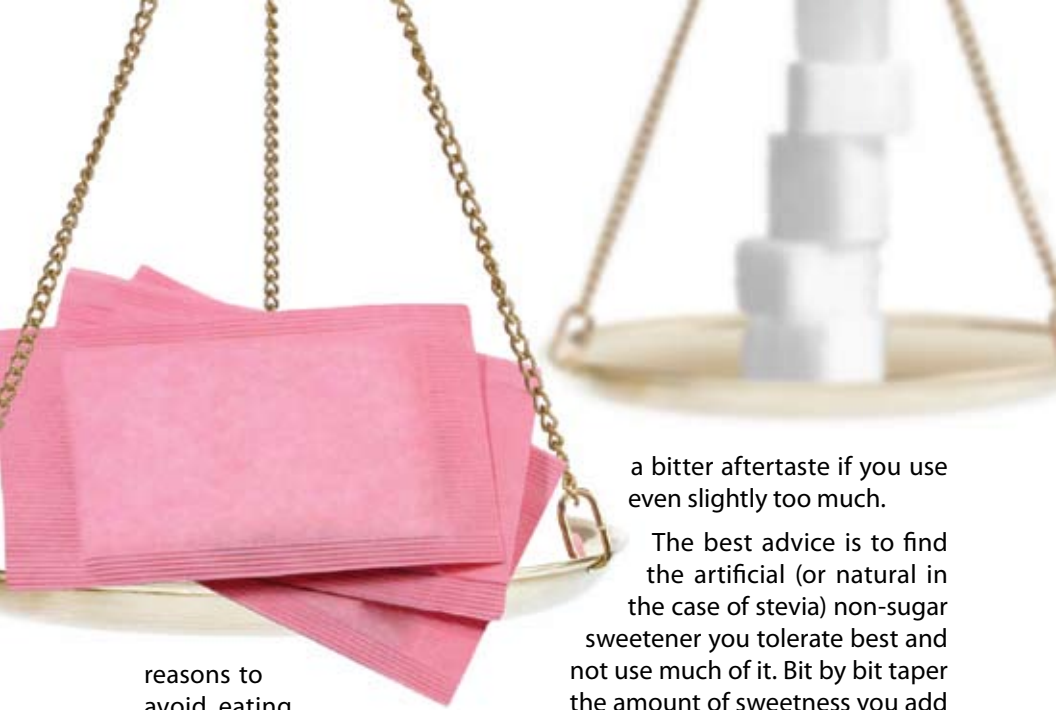 reasons to
avoid eating
a bitter aftertaste if you use
even slightly too much.
The best advice is to find
the artificial (or natural in
the case of stevia) non-sugar
sweetener you tolerate best and
not use much of it. Bit by bit taper
the amount of sweetness you add